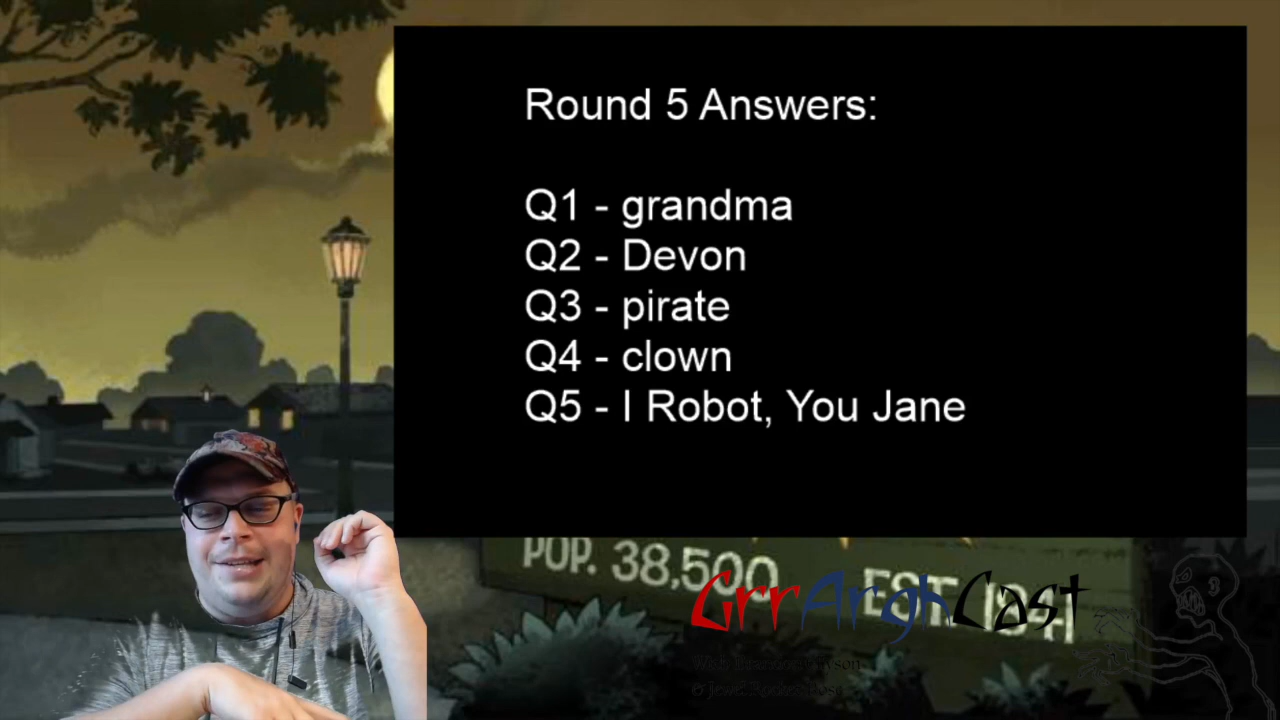 Round 5 Answers:
Q1 - grandma
Q2 - Devon
Q3 - pirate
Q4 - clown
Q5 - I Robot, You Jane
POP. 38,500
EST.
GrrArghCast